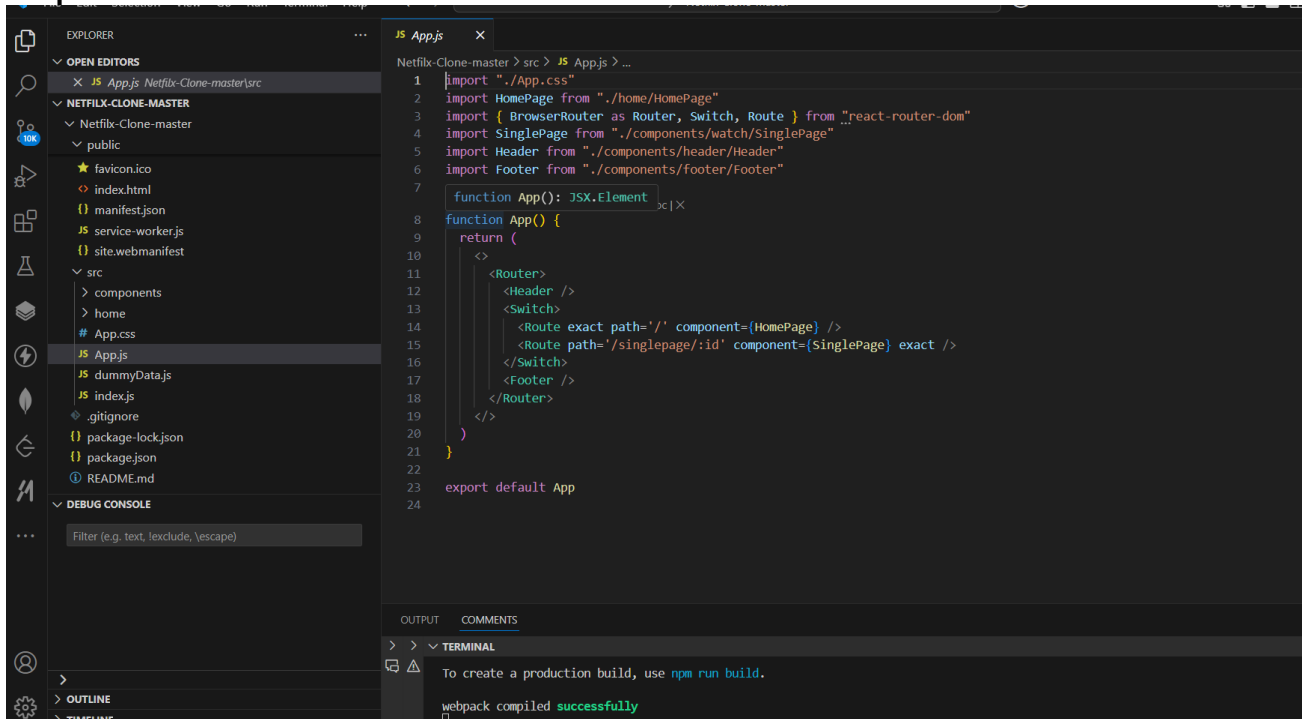 EXPLORER
OPEN EDITORS
JS App.js Netfilx-Clone-master\src
NETFILX-CLONE-MASTER
Netfilx-Clone-master
public
favicon.ico
index.html
manifest.json
service-worker.js
site.webmanifest
src
components
home
App.css
App.js
dummyData.js
index.js
.gitignore
package-lock.json
package.json
README.md
DEBUG CONSOLE
Filter (e.g. text, !exclude, \escape)
OUTLINE
10K
JS App.js
Netfilx-Clone-master > src > JS App.js > ...
1 import "./App.css"
2 import HomePage from "./home/HomePage"
3 import { BrowserRouter as Router, Switch, Route } from "react-router-dom"
4 import SinglePage from "./components/watch/SinglePage"
5 import Header from "./components/header/Header"
6 import Footer from "./components/footer/Footer"
7
function App(): JSX.Element
8 function App() {
9 return (
10 <>
11 <Router>
12 <Header />
13 <Switch>
14 <Route exact path='/' component={HomePage} />
15 <Route path='/singlepage/:id' component={SinglePage} exact />
16 </Switch>
17 <Footer />
18 </Router>
19 </>
20 )
21 }
22
23 export default App
24
OUTPUT COMMENTS
TERMINAL
To create a production build, use npm run build.
webpack compiled successfully